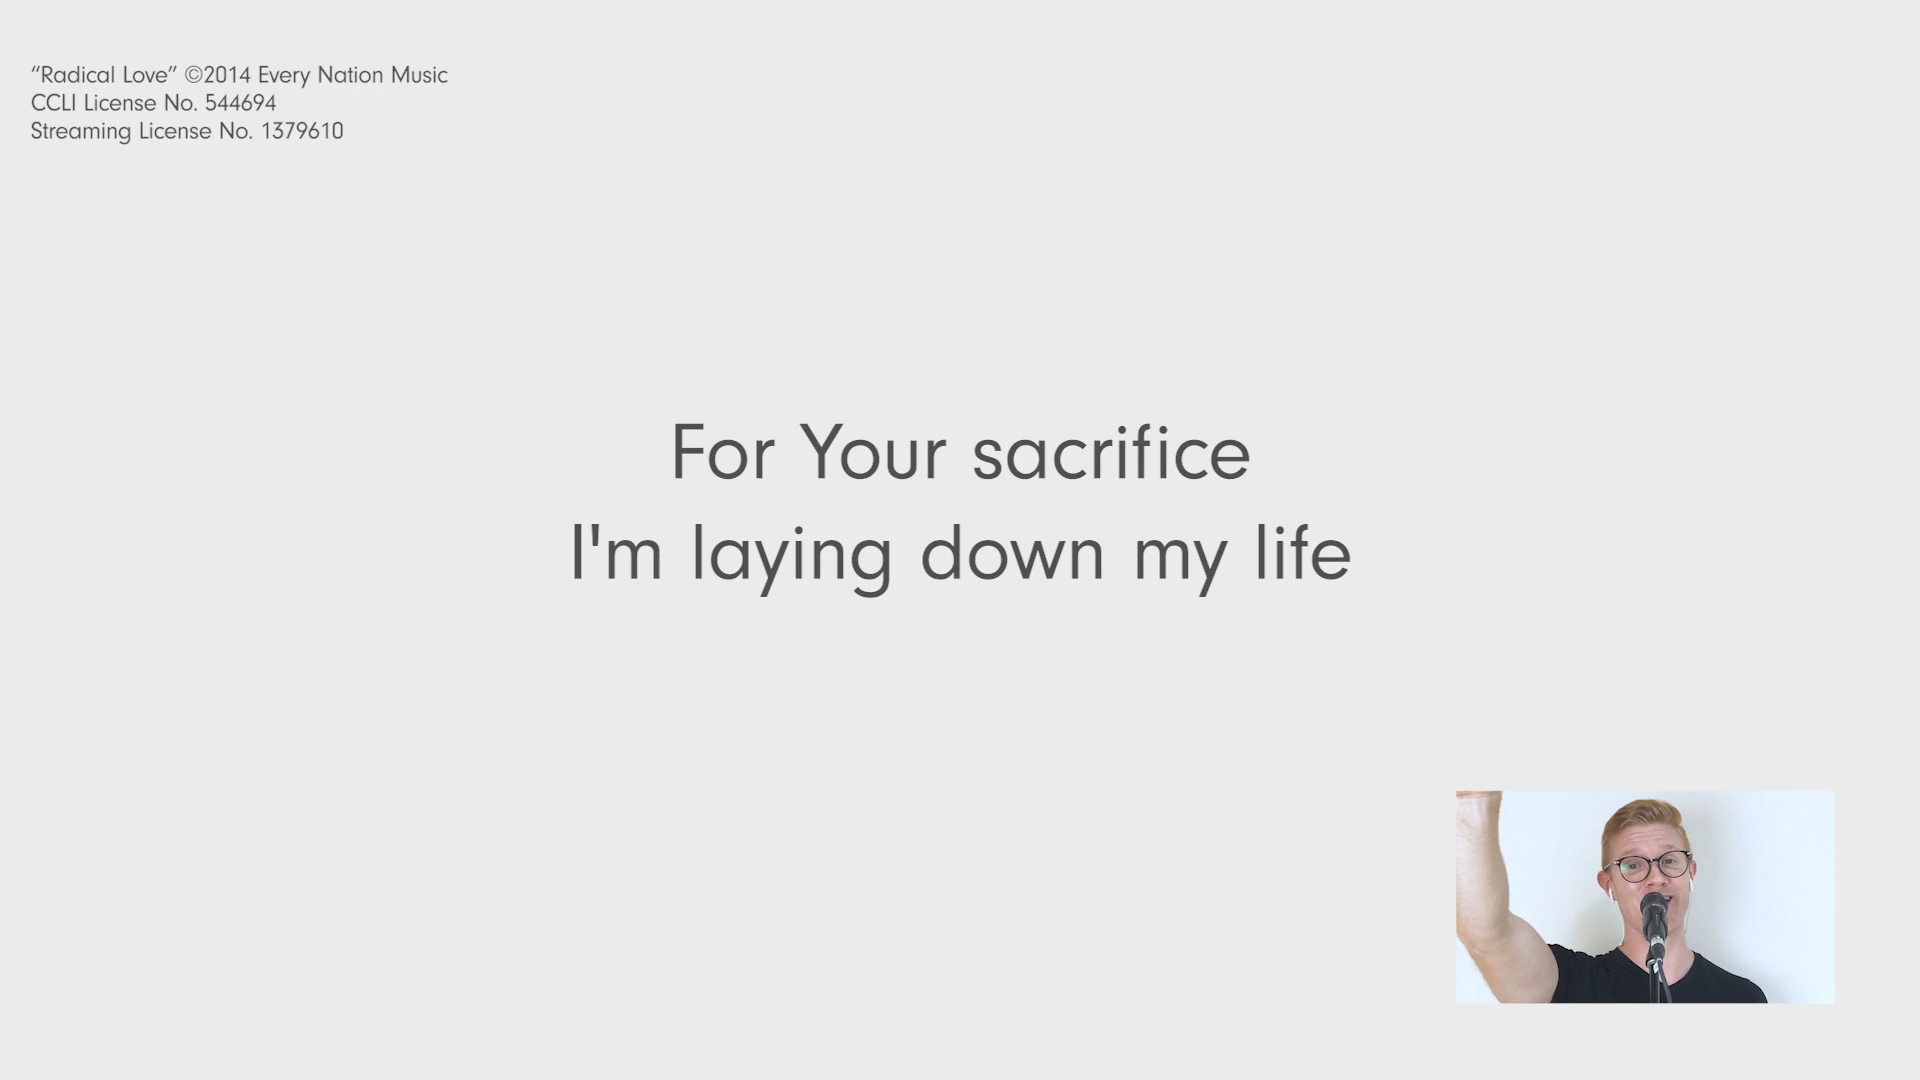 “Radical Love” ©2014 Every Nation Music
CCLI License No. 544694
Streaming License No. 1379610
For Your sacrifice
I'm laying down my life